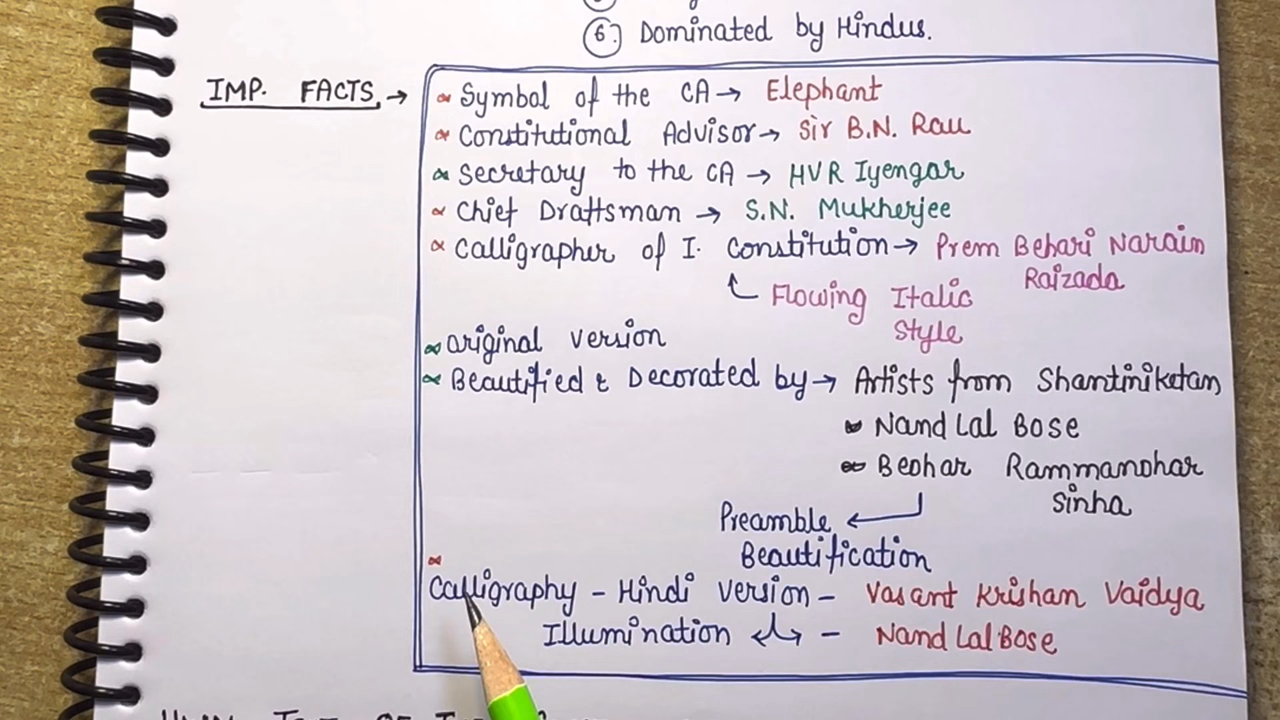 6. Dominated by Hindus.
IMP. FACTS →
Symbol of the CA → Elephant
Constitutional Advisor → Sir B.N. Rau
Secretary to the CA → HVR Iyengar
Chief Draftsman → S.N. Mukherjee
Calligrapher of I. Constitution → Prem Behari Narain
Raizada
Flowing Italic
Style
Original Version
Beautified & Decorated by → Artists from Shantiniketan
Nand Lal Bose
Beohar Rammanohar
Sinha
Preamble ←
Beautification
Calligraphy - Hindi Version - Vasant Krishan Vaidya
Illumination - Nand Lal Bose